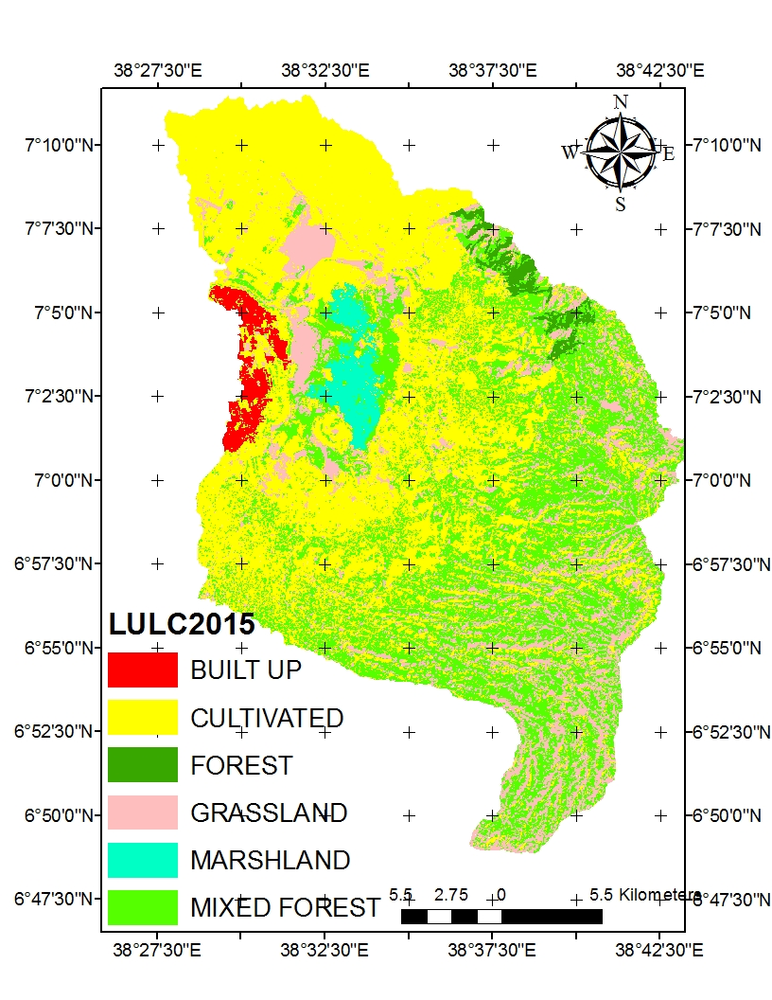 38°27'30"E 38°32'30"E 38°37'30"E 38°42'30"E
N
W E
S
7°10'0"N 7°10'0"N
7°7'30"N 7°7'30"N
7°5'0"N 7°5'0"N
7°2'30"N 7°2'30"N
7°0'0"N 7°0'0"N
6°57'30"N 6°57'30"N
LULC2015
6°55'0"N 6°55'0"N
BUILT UP
CULTIVATED
6°52'30"N 6°52'30"N
FOREST
GRASSLAND
6°50'0"N 6°50'0"N
MARSHLAND
5.5 2.75 0 5.5 Kilometers
6°47'30"N 6°47'30"N
MIXED FOREST
38°27'30"E 38°32'30"E 38°37'30"E 38°42'30"E